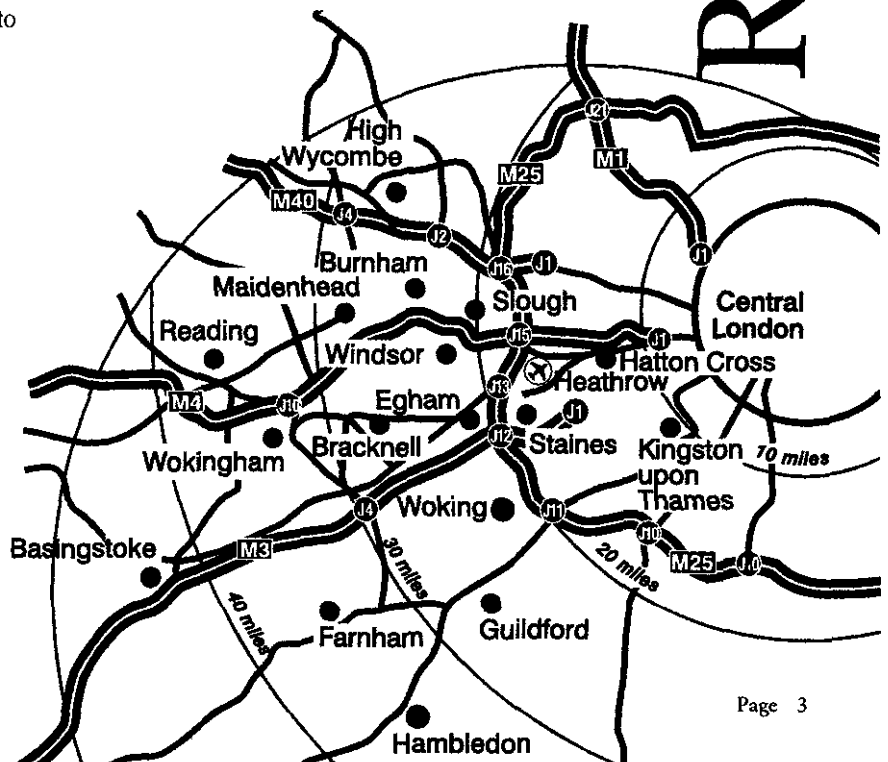 to
R
High
Wycombe
M25
M1
J21
M40
J4
J2
J16
J1
J1
Burnham
Maidenhead
Slough
Central
London
Reading
J15
J1
Windsor
Hatton Cross
Heathrow
M4
J10
J13
Egham
J1
Bracknell
J12
Staines
Wokingham
Kingston
upon
Thames
10 miles
Woking
J4
J11
J10
Basingstoke
M3
30 miles
20 miles
M25
40 miles
Farnham
Guildford
Page 3
Hambledon